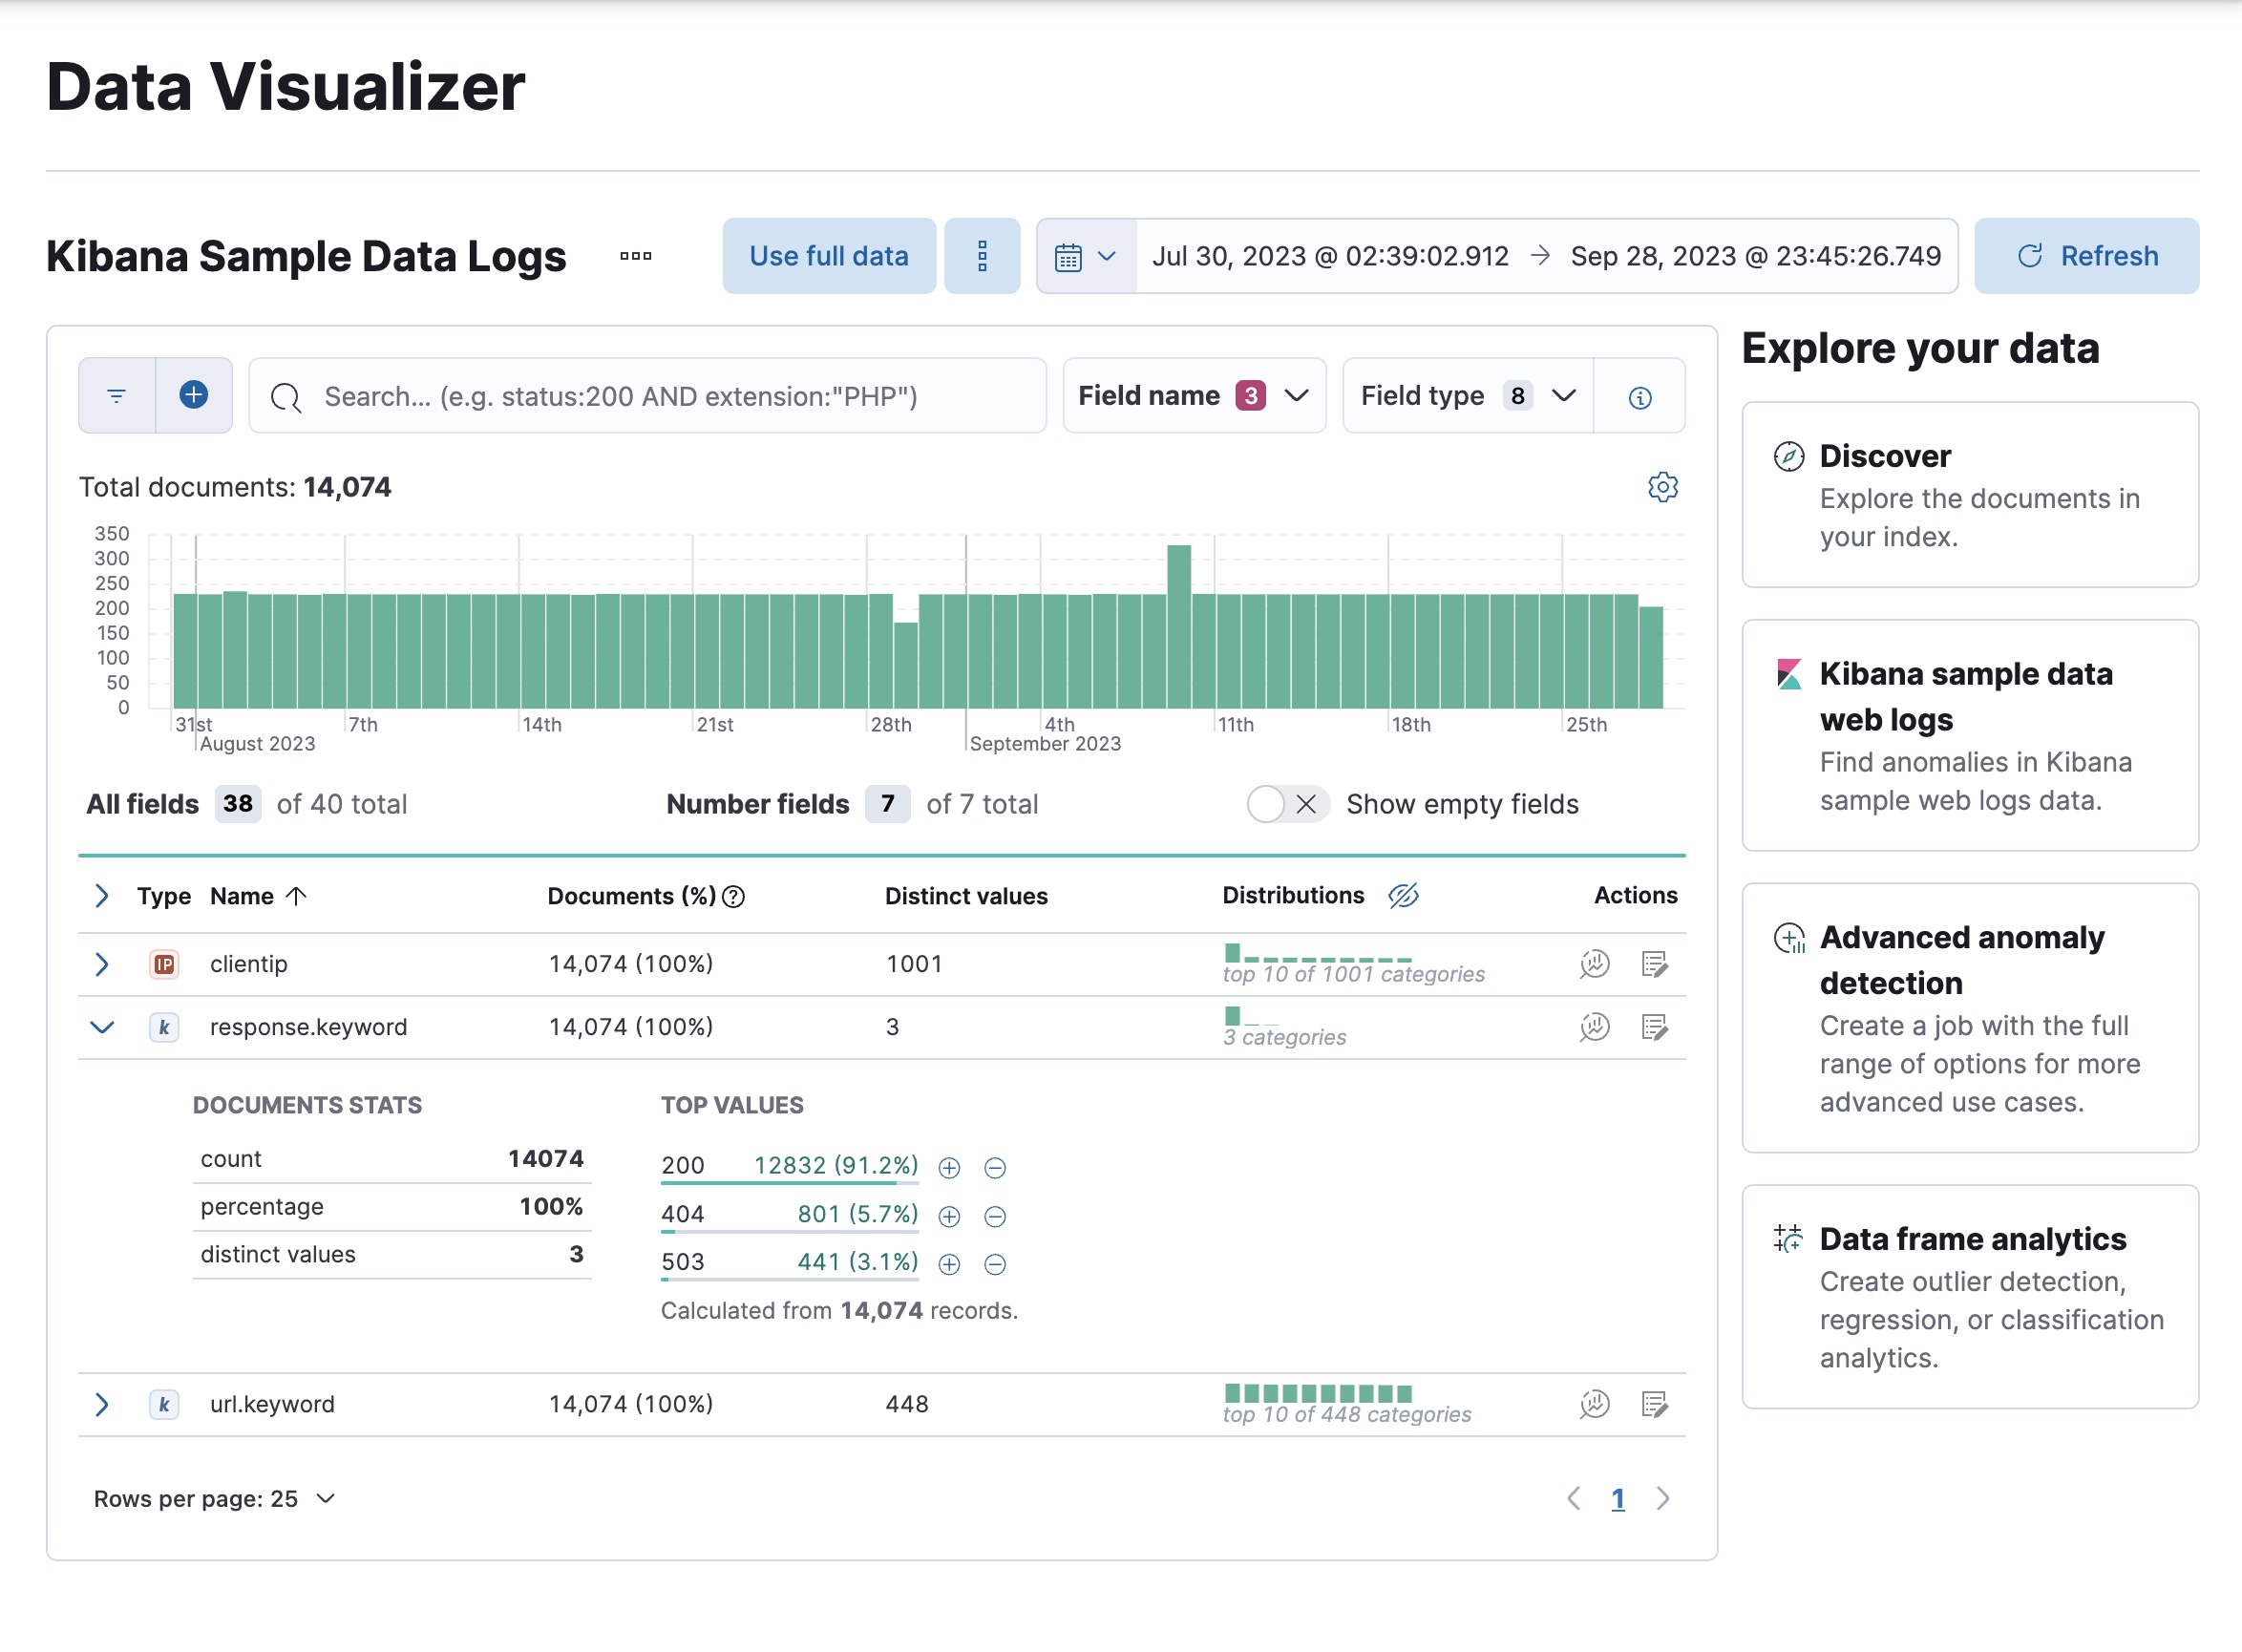 Data Visualizer
Kibana Sample Data Logs
Use full data
Jul 30, 2023 @ 02:39:02.912 → Sep 28, 2023 @ 23:45:26.749
Refresh
Search... (e.g. status:200 AND extension:"PHP")
Field name 3
Field type 8
Total documents: 14,074
350
300
250
200
150
100
50
0
31st 7th 14th 21st 28th 4th 11th 18th 25th
August 2023 September 2023
All fields 38 of 40 total
Number fields 7 of 7 total
Show empty fields
Type Name ↑ Documents (%) Distinct values Distributions Actions
IP clientip 14,074 (100%) 1001
top 10 of 1001 categories
k response.keyword 14,074 (100%) 3
3 categories
DOCUMENTS STATS
count 14074
percentage 100%
distinct values 3
TOP VALUES
200 12832 (91.2%)
404 801 (5.7%)
503 441 (3.1%)
Calculated from 14,074 records.
k url.keyword 14,074 (100%) 448
top 10 of 448 categories
Rows per page: 25
1
Explore your data
Discover
Explore the documents in
your index.
Kibana sample data
web logs
Find anomalies in Kibana
sample web logs data.
Advanced anomaly
detection
Create a job with the full
range of options for more
advanced use cases.
Data frame analytics
Create outlier detection,
regression, or classification
analytics.